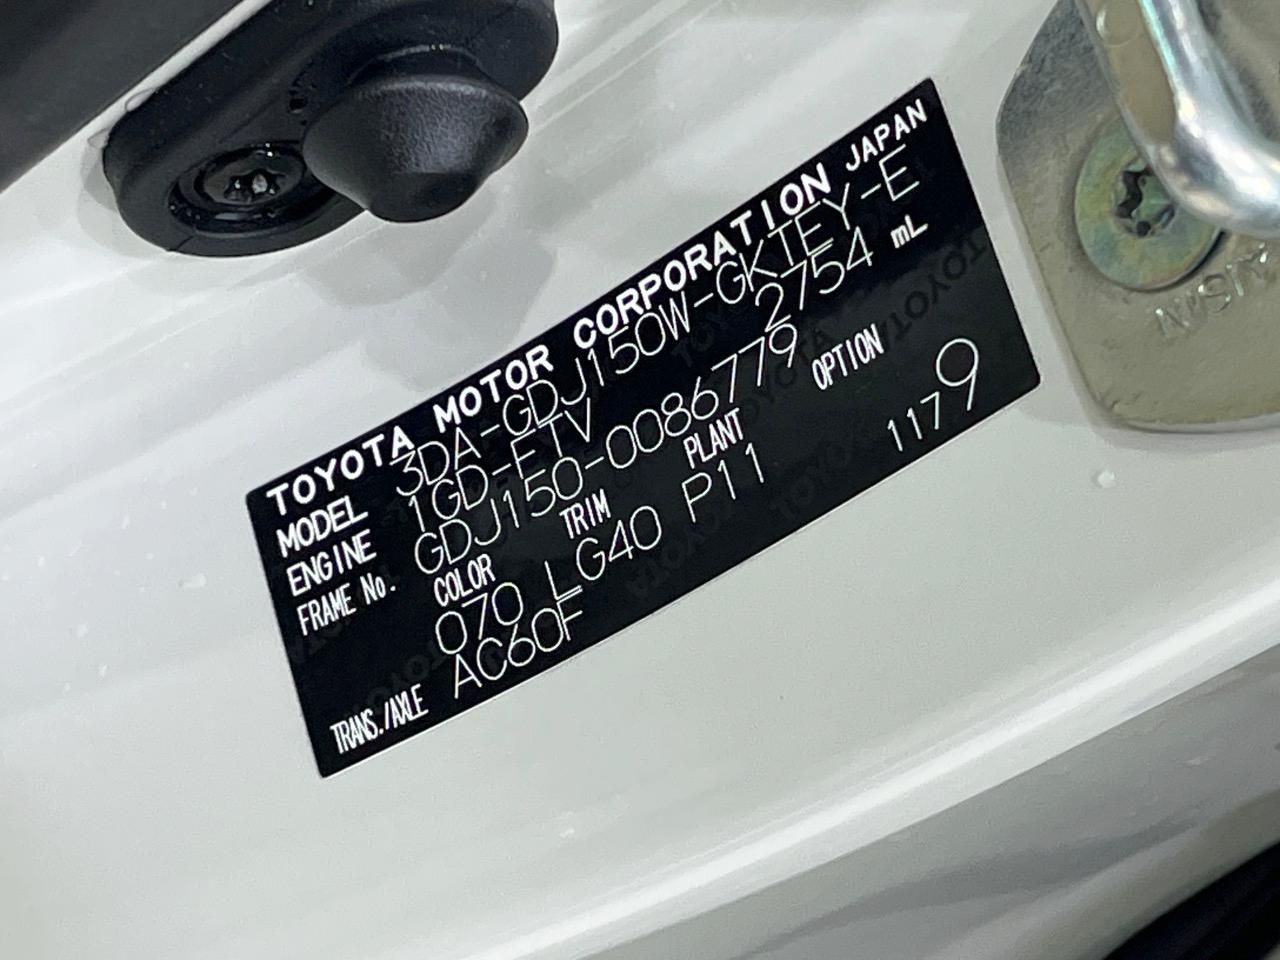 TOYOTA MOTOR CORPORATION JAPAN
MODEL 3DA-GDJ150W-GKTEY-E
ENGINE 1GD-FTV 2754 mL
FRAME No. GDJ150-0086779
COLOR TRIM PLANT OPTION
070 LG40 P11 1179
TRANS./AXLE AC60F